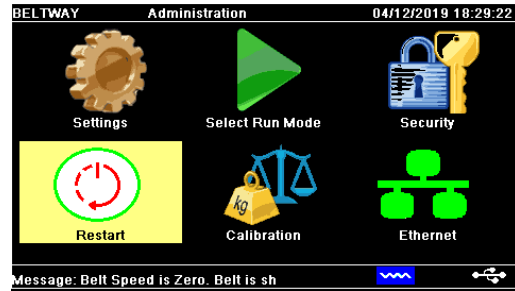 BELTWAY Administration 04/12/2019 18:29:22
Settings Select Run Mode Security
kg
Restart Calibration Ethernet
Message: Belt Speed is Zero. Belt is sh